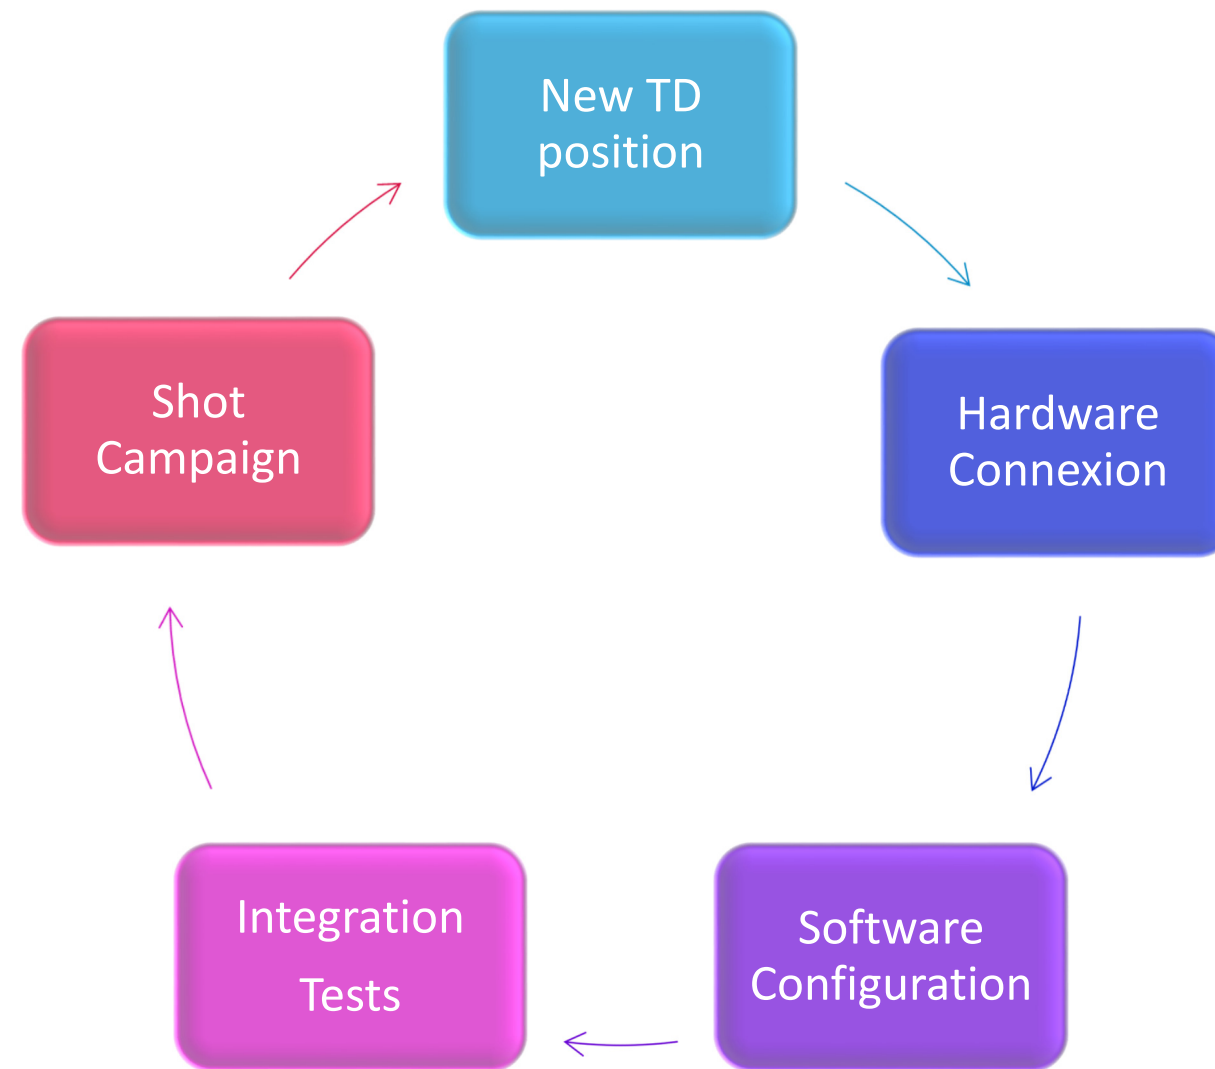 New TD
position
Hardware
Connexion
Software
Configuration
Integration
Tests
Shot
Campaign